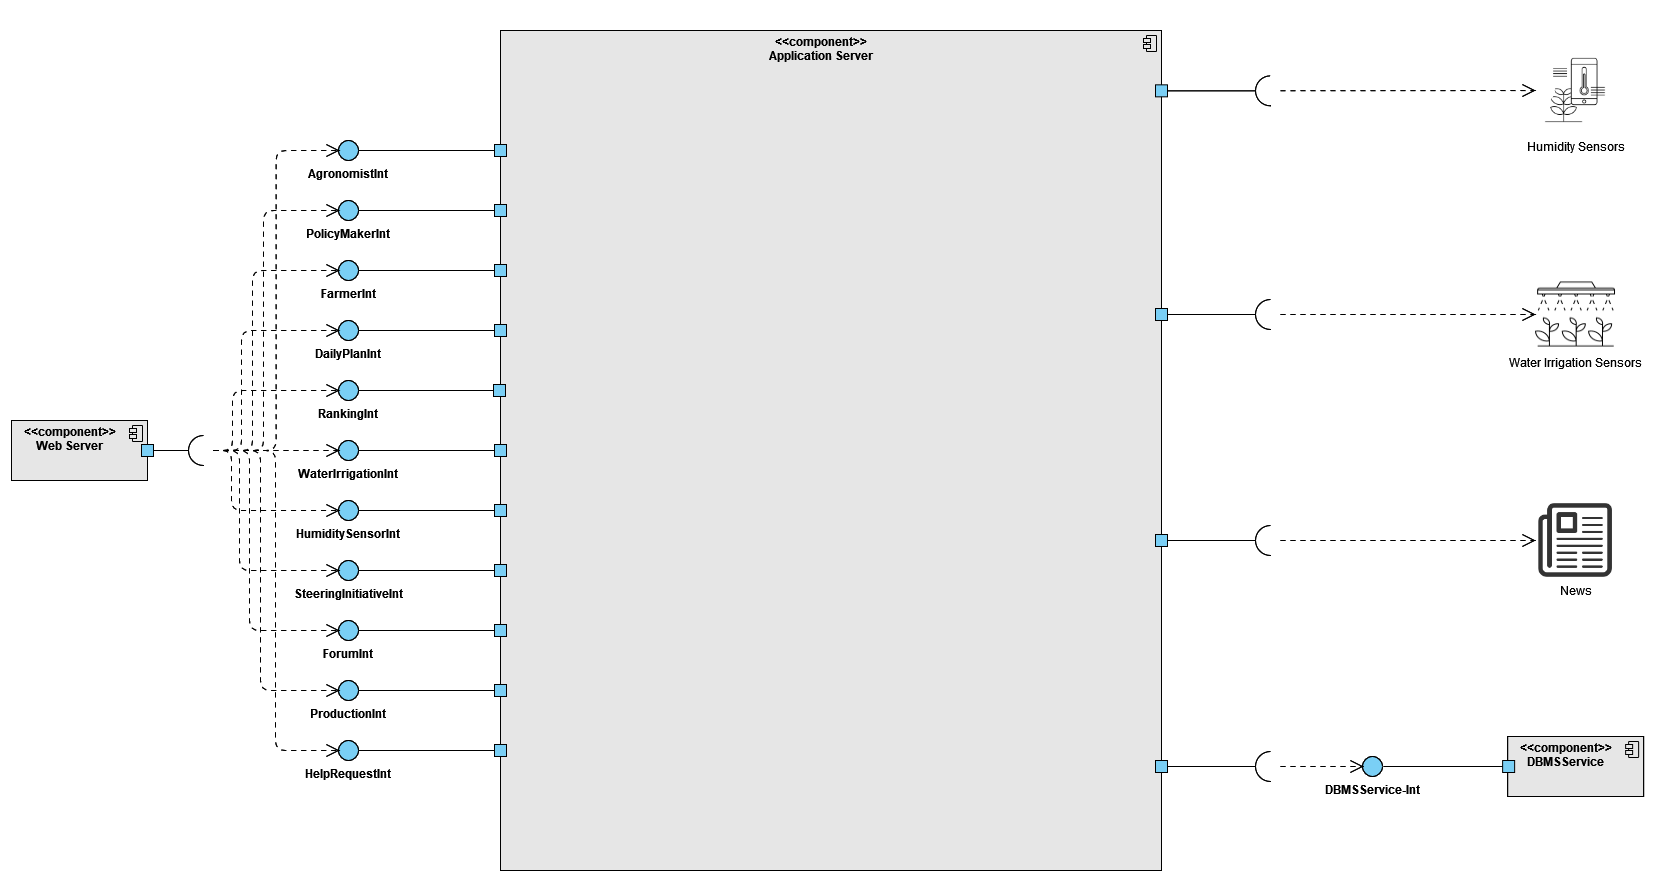 <<component>>
Application Server
Humidity Sensors
AgronomistInt
PolicyMakerInt
FarmerInt
DailyPlanInt
RankingInt
<<component>>
Web Server
WaterIrrigationInt
HumiditySensorInt
SteeringInitiativeInt
ForumInt
ProductionInt
HelpRequestInt
Water Irrigation Sensors
News
<<component>>
DBMSService
DBMSService-Int